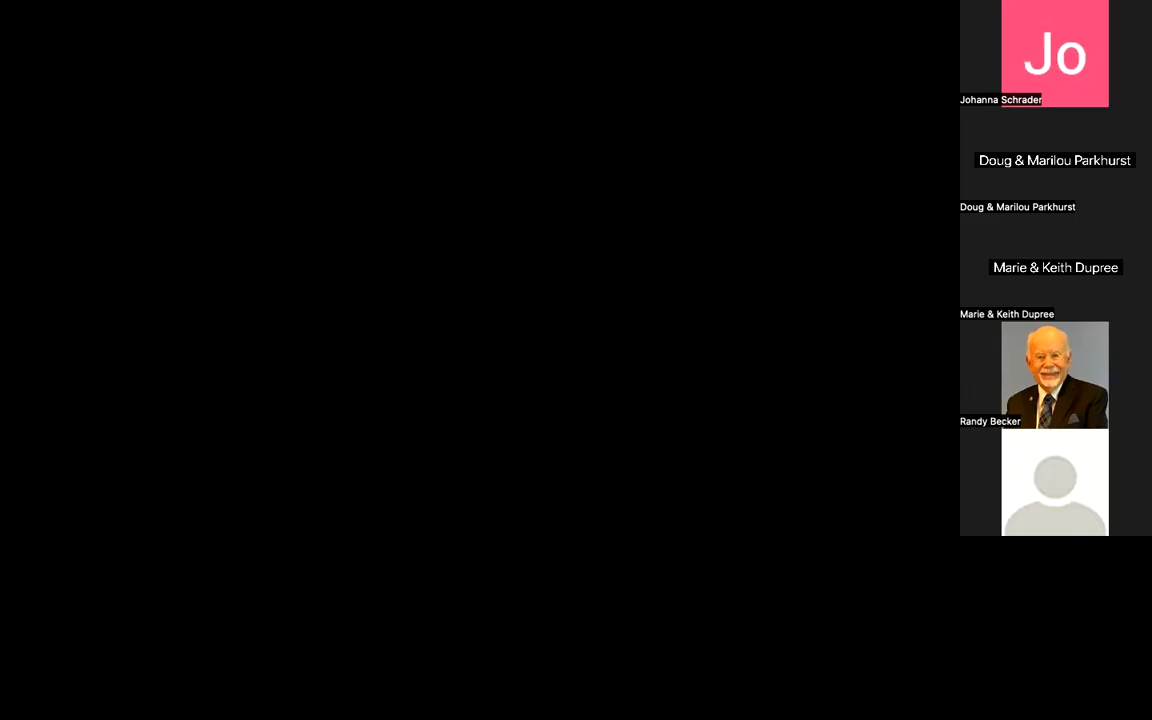 Jo
Johanna Schrader
Doug & Marilou Parkhurst
Doug & Marilou Parkhurst
Marie & Keith Dupree
Marie & Keith Dupree
Randy Becker